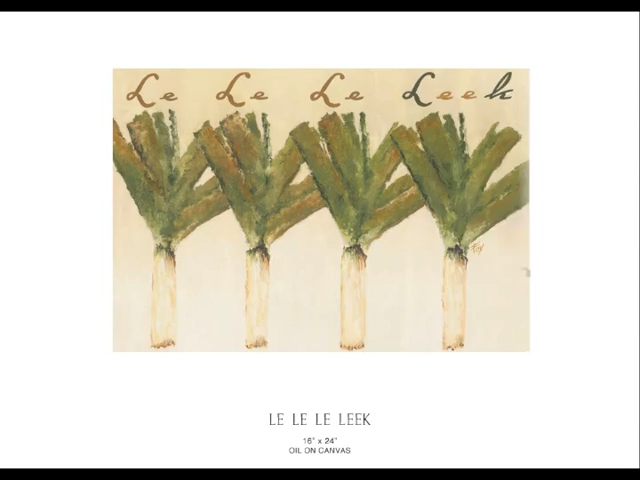 Le Le Le Leek
LE LE LE LEEK
16" x 24"
OIL ON CANVAS